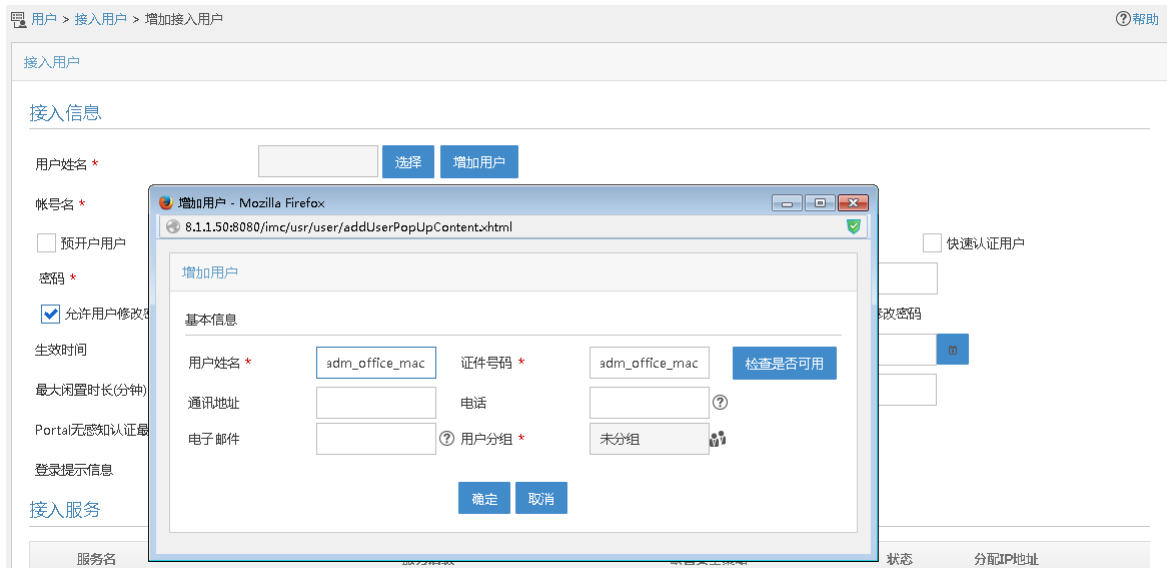 用户 > 接入用户 > 增加接入用户 帮助
接入用户
接入信息
用户姓名 * 选择 增加用户
帐号名 *
增加用户 - Mozilla Firefox
8.1.1.50:8080/imc/usr/user/addUserPopUpContent.xhtml
预开户用户 快速认证用户
增加用户
密码 *
允许用户修改 改密码
基本信息
生效时间
用户姓名 * adm_office_mac 证件号码 * adm_office_mac 检查是否可用
最大闲置时长(分钟)
通讯地址 电话
Portal无感知认证最
电子邮件 用户分组 * 未分组
登录提示信息
确定 取消
接入服务
服务名 状态 分配IP地址